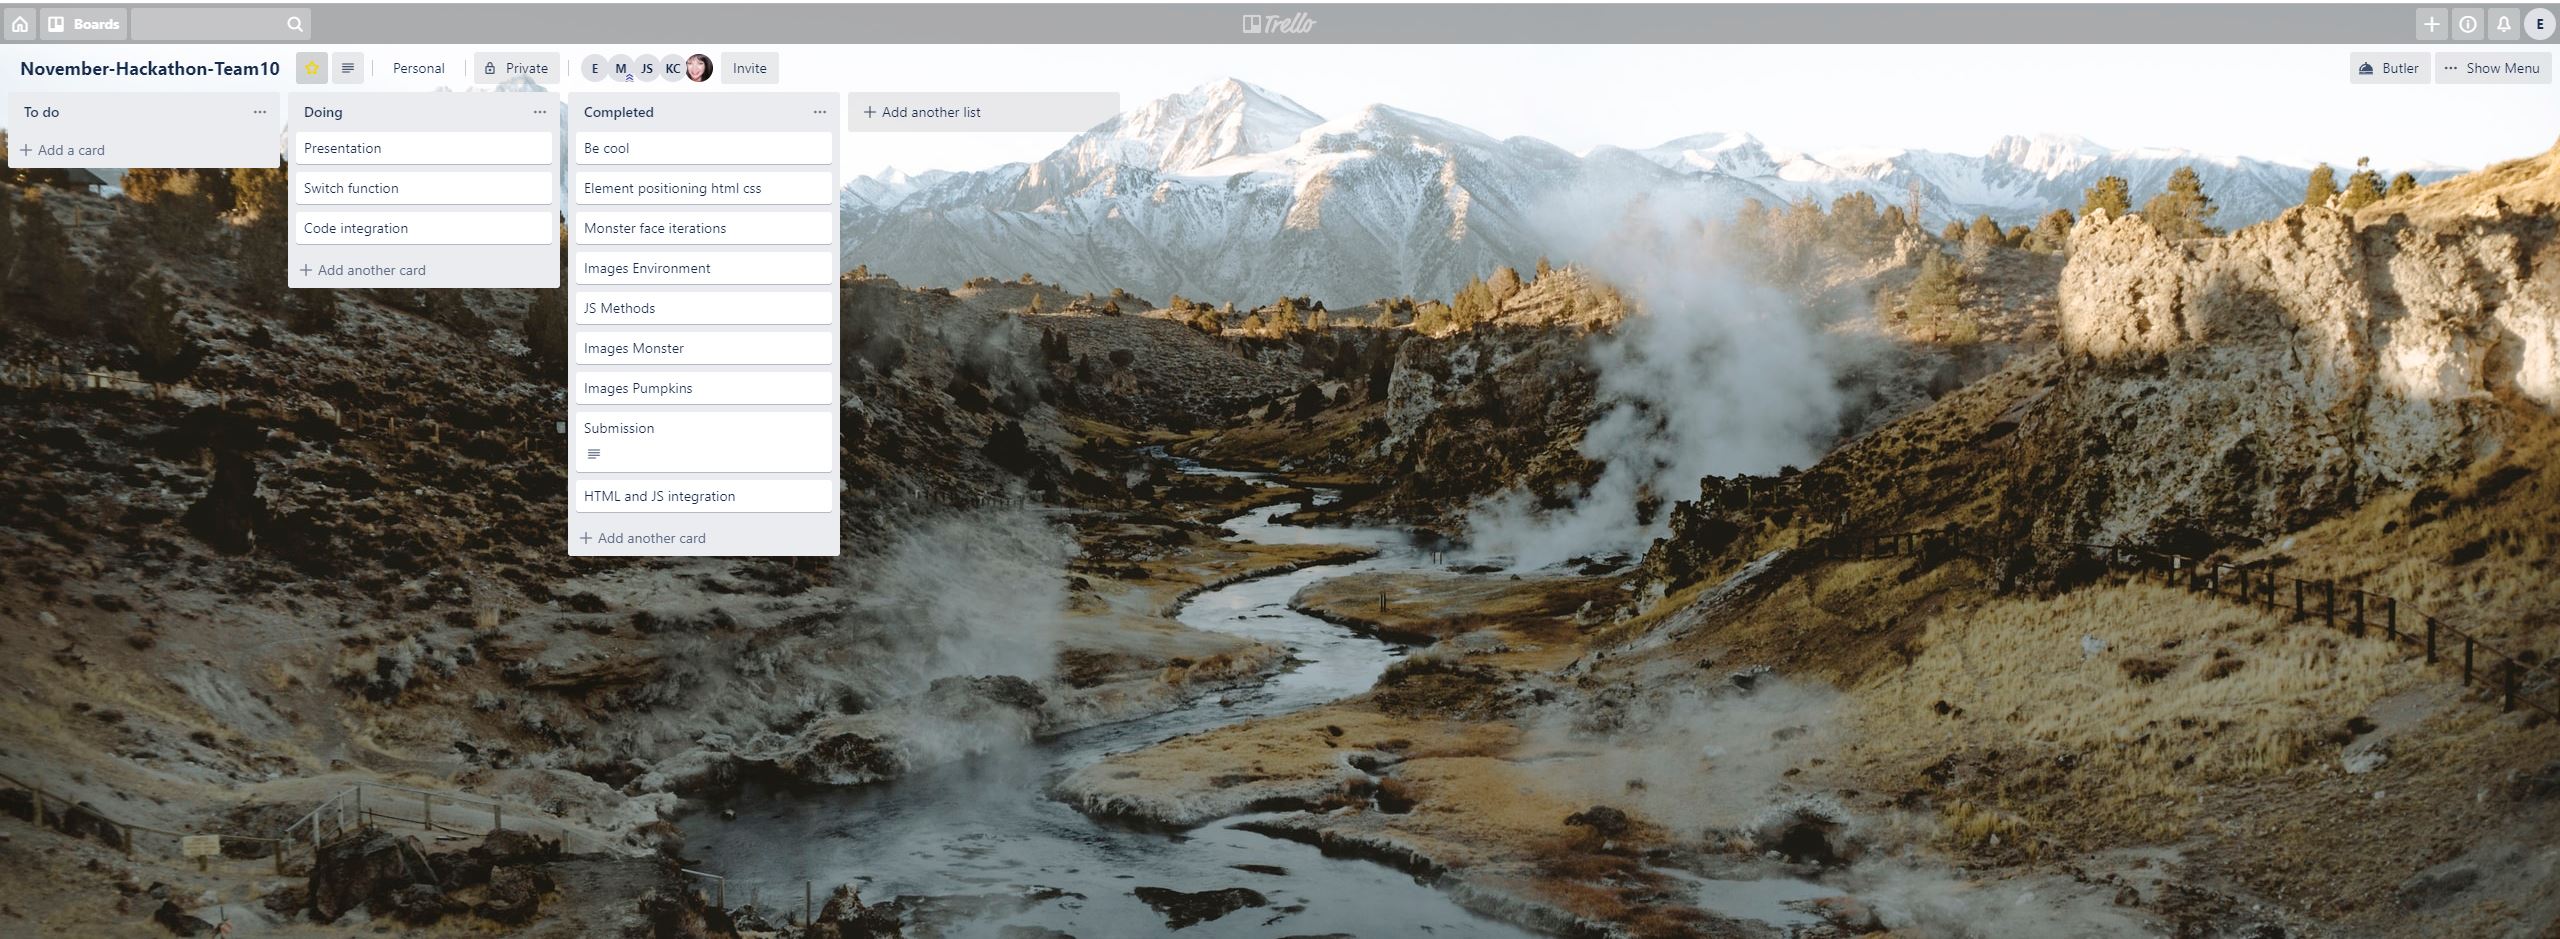 Boards
Trello
E
November-Hackathon-Team10
Personal
Private
E
M
JS
KC
Invite
Butler
Show Menu
To do
Add a card
Doing
Presentation
Switch function
Code integration
Add another card
Completed
Be cool
Element positioning html css
Monster face iterations
Images Environment
JS Methods
Images Monster
Images Pumpkins
Submission
HTML and JS integration
Add another card
Add another list